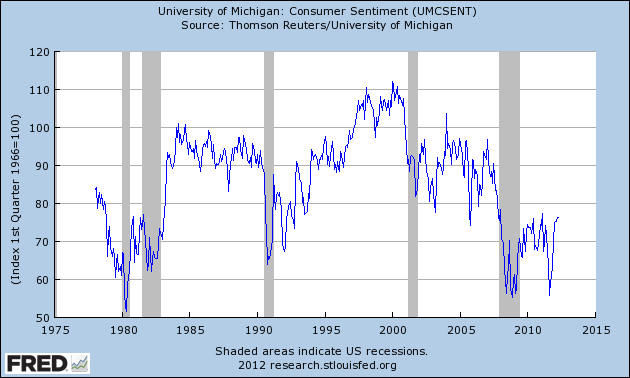 University of Michigan: Consumer Sentiment (UMCSENT)
Source: Thomson Reuters/University of Michigan
(Index 1st Quarter 1966=100)
120
110
100
90
80
70
60
50
1975 1980 1985 1990 1995 2000 2005 2010 2015
Shaded areas indicate US recessions.
2012 research.stlouisfed.org
FRED